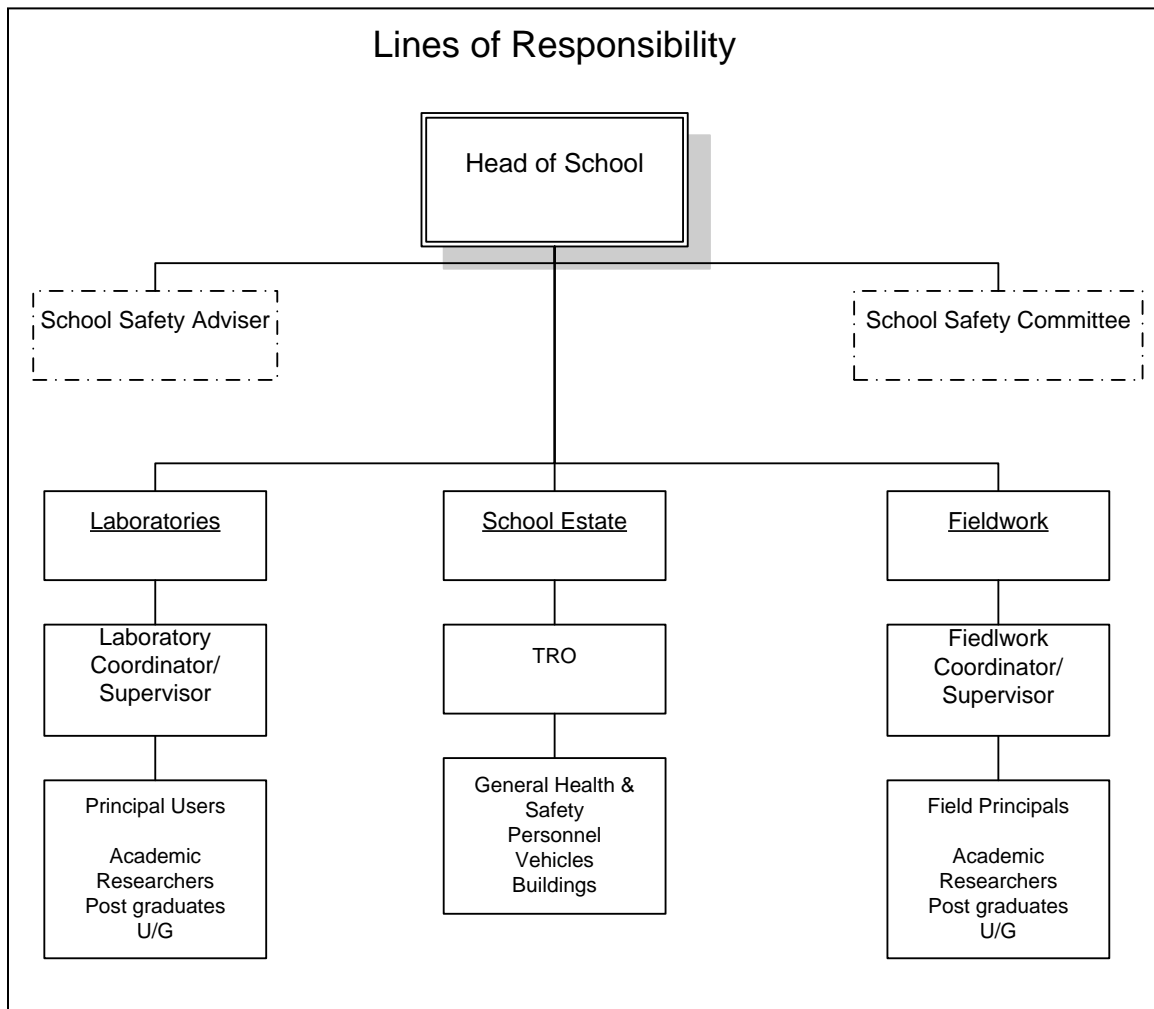 Lines of Responsibility
Head of School
School Safety Adviser
School Safety Committee
Laboratories
School Estate
Fieldwork
Laboratory
Coordinator/
Supervisor
TRO
Fiedlwork
Coordinator/
Supervisor
Principal Users
Academic
Researchers
Post graduates
U/G
General Health &
Safety
Personnel
Vehicles
Buildings
Field Principals
Academic
Researchers
Post graduates
U/G